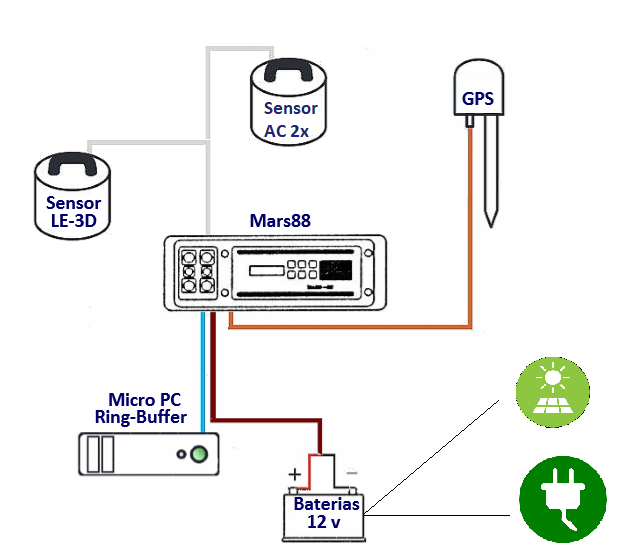 Sensor
AC 2x
GPS
Sensor
LE-3D
Mars88
Micro PC
Ring-Buffer
+ –
Baterias
12 v